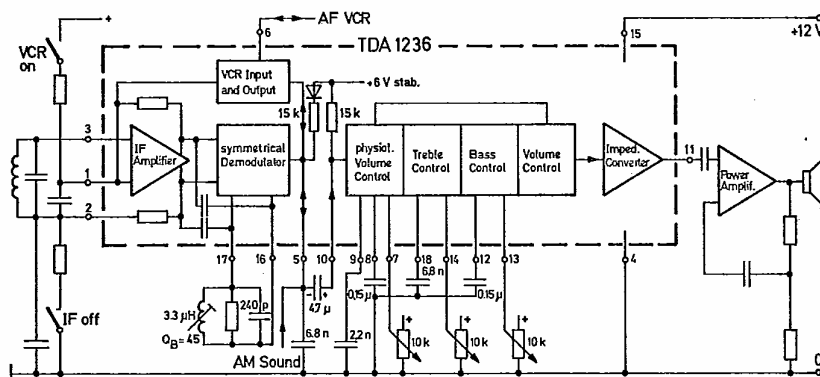 +
AF VCR
6
15
+12 V
VCR
on
TDA 1236
VCR Input
and Output
+6 V stab.
15 k
15 k
3
IF
Amplifier
symmetrical
Demodulator
physiol.
Volume
Control
Treble
Control
Bass
Control
Volume
Control
Imped.
Converter
11
Power
Amplif.
1
2
17
16
5
10
9
8
7
18
14
12
13
4
6,8 n
0,15 µ
0,15 µ
3.3 µH
240 p
- +
47 µ
QB = 45
IF off
6.8 n
2,2 n
+
+
+
10 k
10 k
10 k
AM Sound
0